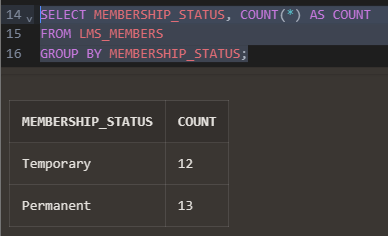 14 SELECT MEMBERSHIP_STATUS, COUNT(*) AS COUNT
15 FROM LMS_MEMBERS
16 GROUP BY MEMBERSHIP_STATUS;
MEMBERSHIP_STATUS COUNT
Temporary 12
Permanent 13